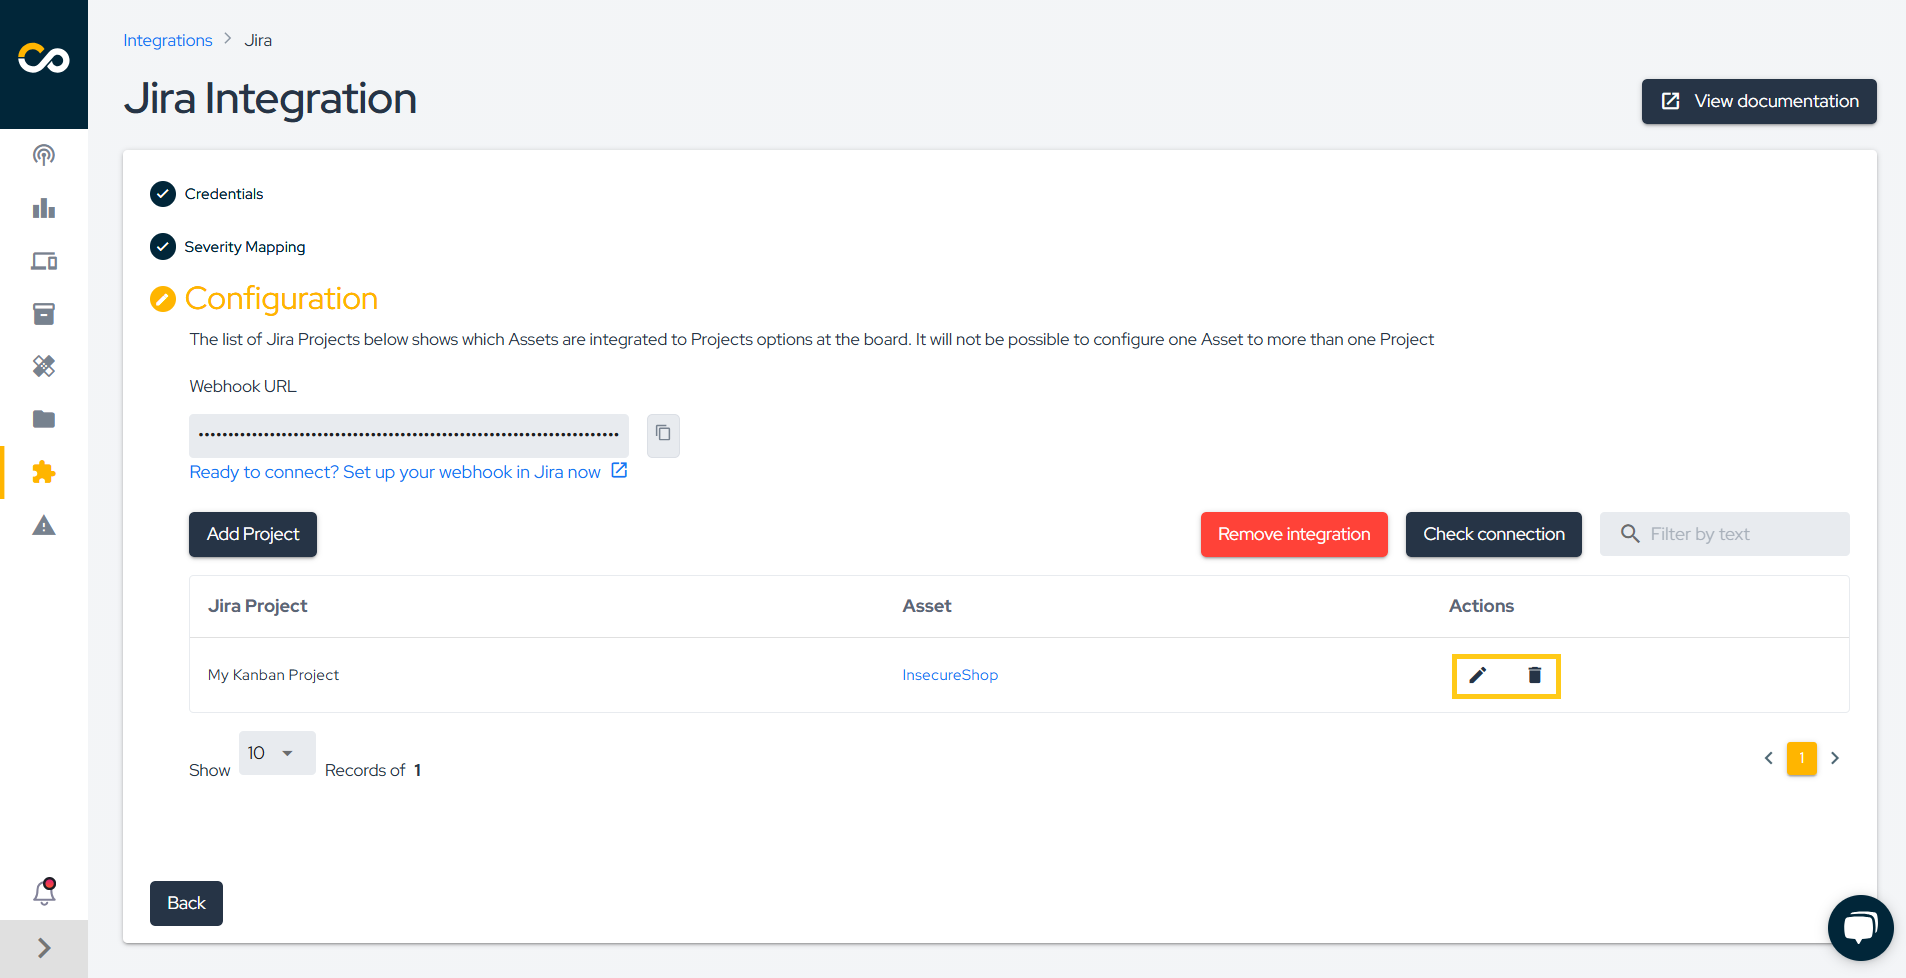 Integrations > Jira
Jira Integration
View documentation
Credentials
Severity Mapping
Configuration
The list of Jira Projects below shows which Assets are integrated to Projects options at the board. It will not be possible to configure one Asset to more than one Project
Webhook URL
Ready to connect? Set up your webhook in Jira now
Add Project
Remove integration
Check connection
Filter by text
Jira Project Asset Actions
My Kanban Project InsecureShop
Show 10 Records of 1
1
Back